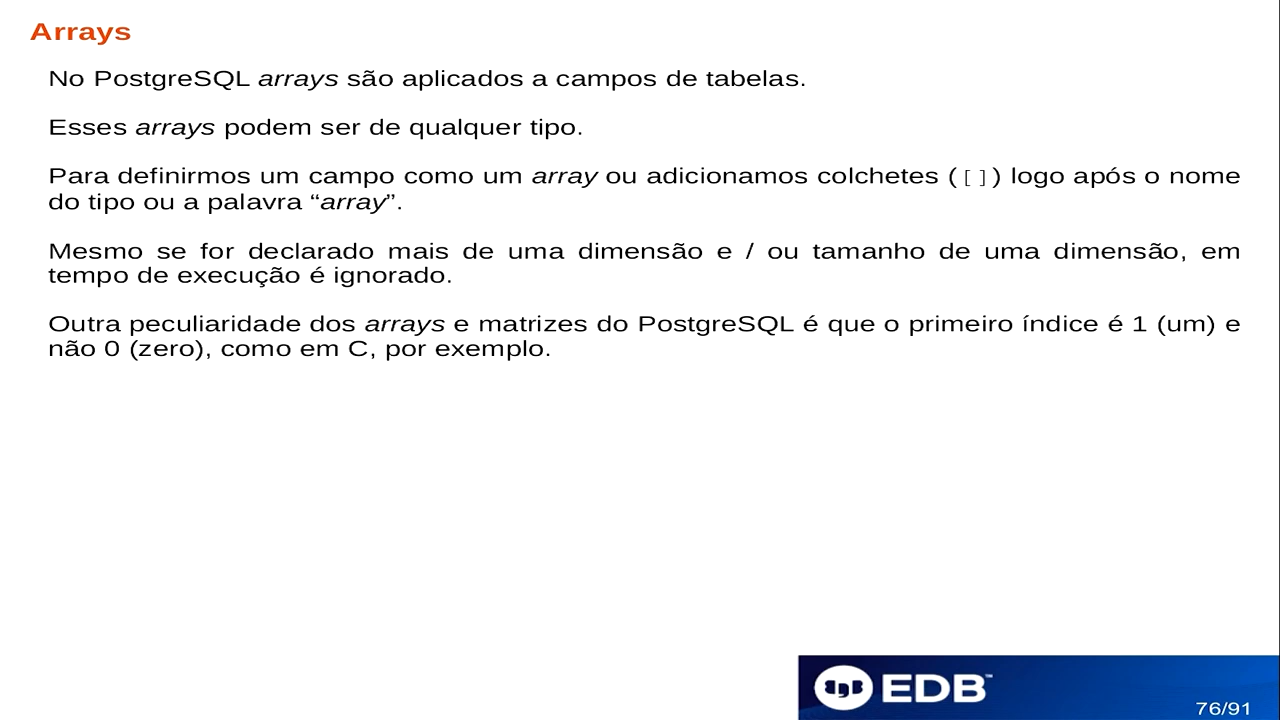 Arrays
No PostgreSQL arrays são aplicados a campos de tabelas.
Esses arrays podem ser de qualquer tipo.
Para definirmos um campo como um array ou adicionamos colchetes ([]) logo após o nome
do tipo ou a palavra “array”.
Mesmo se for declarado mais de uma dimensão e / ou tamanho de uma dimensão, em
tempo de execução é ignorado.
Outra peculiaridade dos arrays e matrizes do PostgreSQL é que o primeiro índice é 1 (um) e
não 0 (zero), como em C, por exemplo.
EDB™
76/91